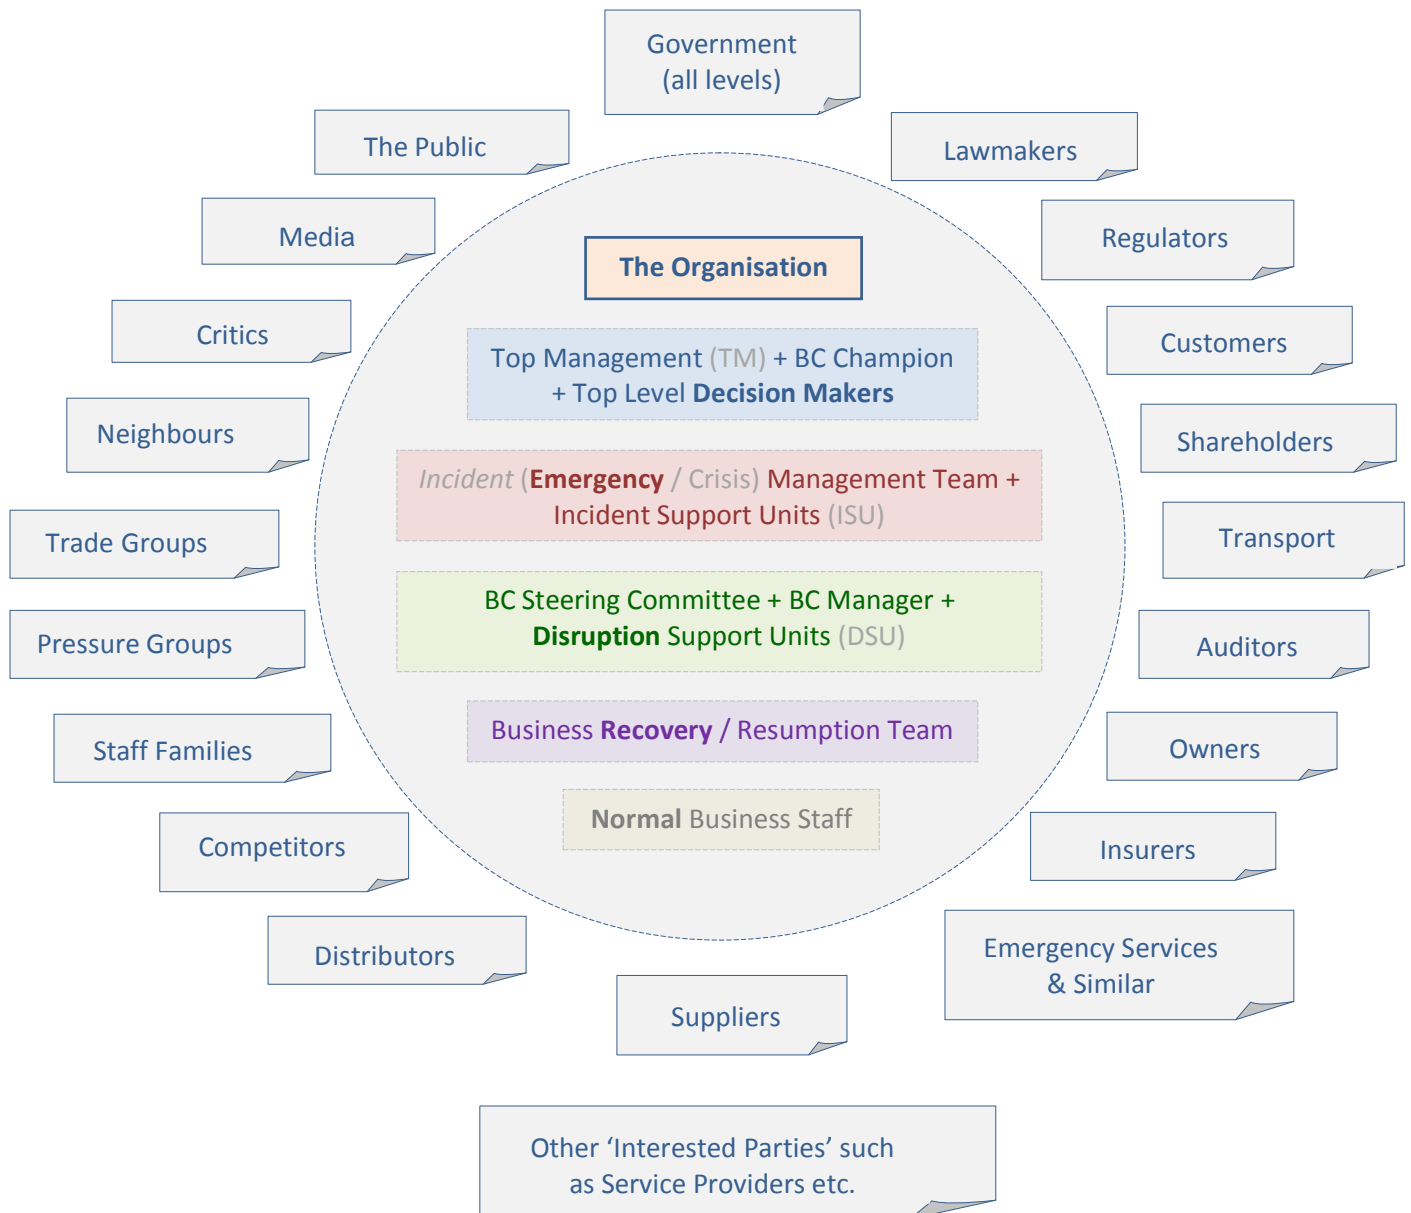 Government
(all levels)
The Public
Lawmakers
Media
Regulators
The Organisation
Critics
Customers
Top Management (TM) + BC Champion
+ Top Level Decision Makers
Neighbours
Shareholders
Incident (Emergency / Crisis) Management Team +
Incident Support Units (ISU)
Trade Groups
Transport
BC Steering Committee + BC Manager +
Disruption Support Units (DSU)
Pressure Groups
Auditors
Business Recovery / Resumption Team
Staff Families
Owners
Normal Business Staff
Competitors
Insurers
Distributors
Emergency Services
& Similar
Suppliers
Other ‘Interested Parties’ such
as Service Providers etc.